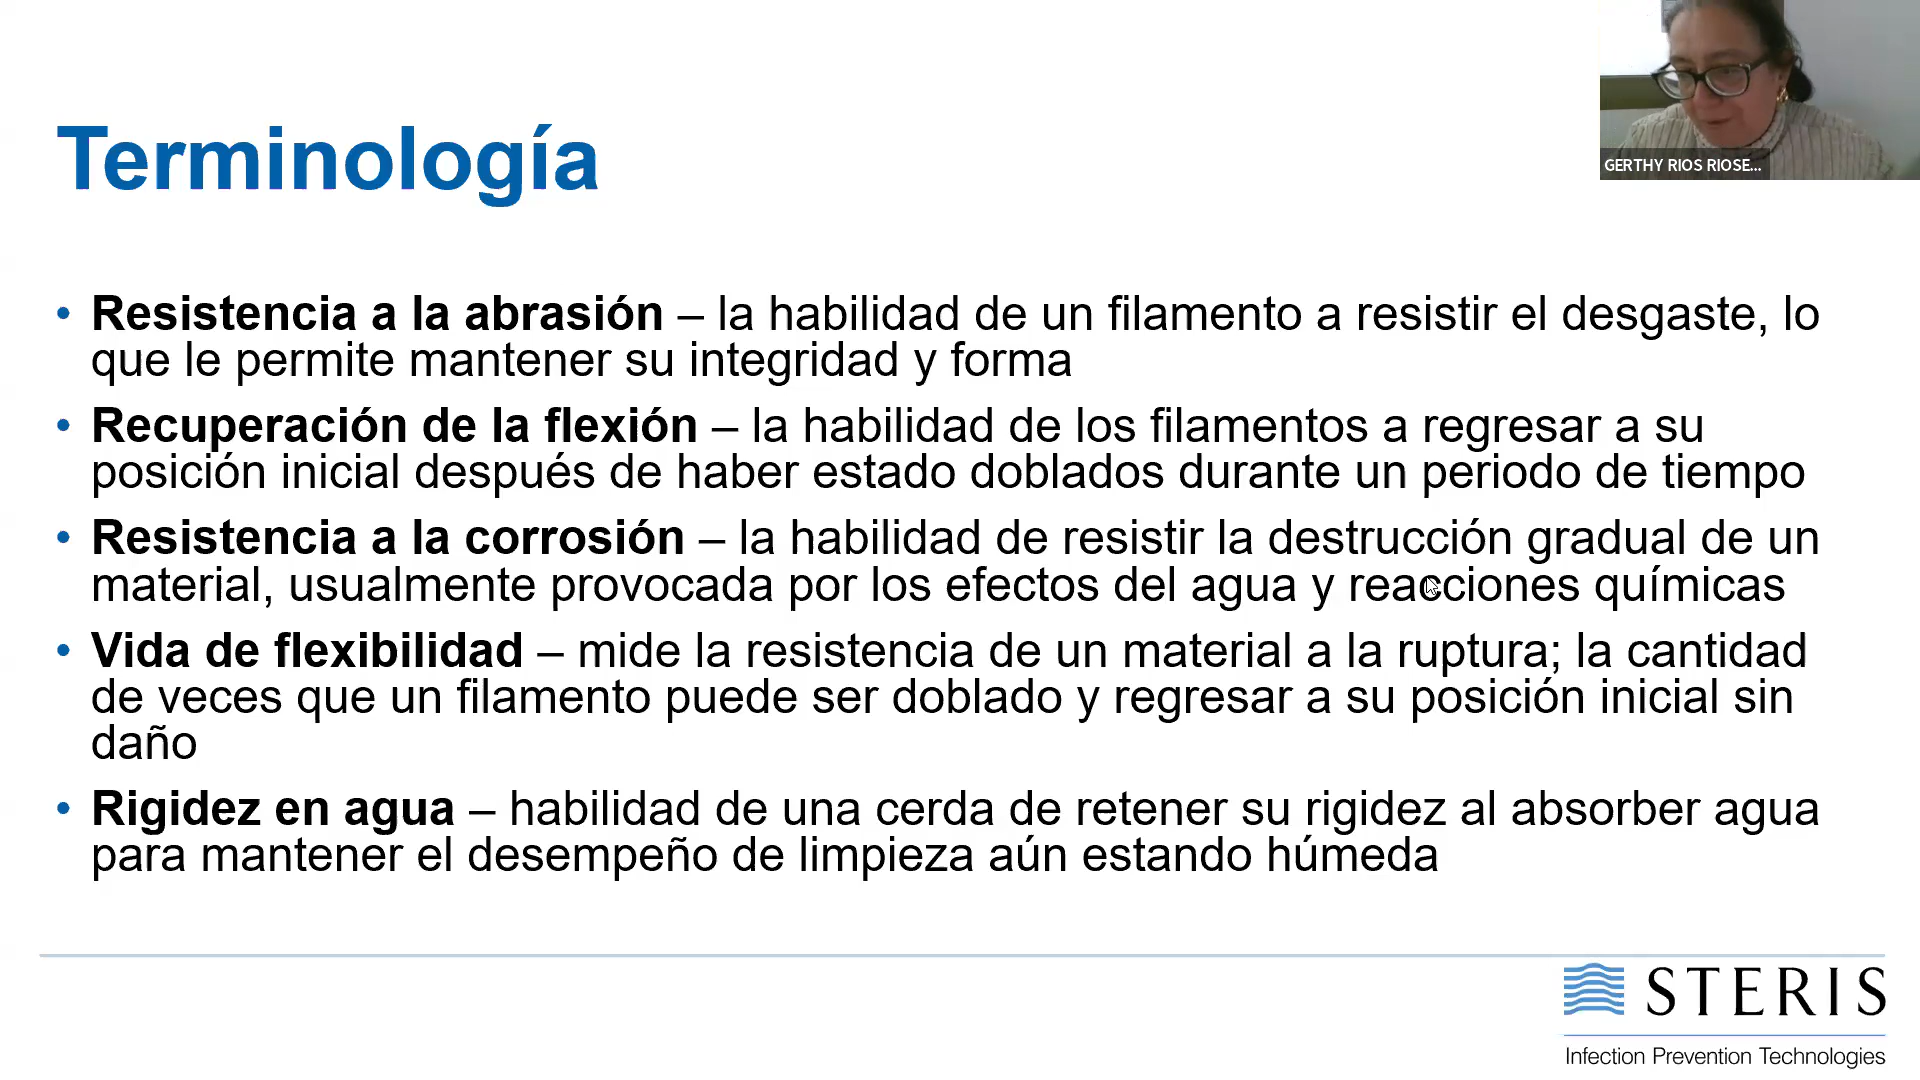 GERTHY RIOS RIOSE...
Terminología
• Resistencia a la abrasión – la habilidad de un filamento a resistir el desgaste, lo
que le permite mantener su integridad y forma
• Recuperación de la flexión – la habilidad de los filamentos a regresar a su
posición inicial después de haber estado doblados durante un periodo de tiempo
• Resistencia a la corrosión – la habilidad de resistir la destrucción gradual de un
material, usualmente provocada por los efectos del agua y reacciones químicas
• Vida de flexibilidad – mide la resistencia de un material a la ruptura; la cantidad
de veces que un filamento puede ser doblado y regresar a su posición inicial sin
daño
• Rigidez en agua – habilidad de una cerda de retener su rigidez al absorber agua
para mantener el desempeño de limpieza aún estando húmeda
STERIS
Infection Prevention Technologies